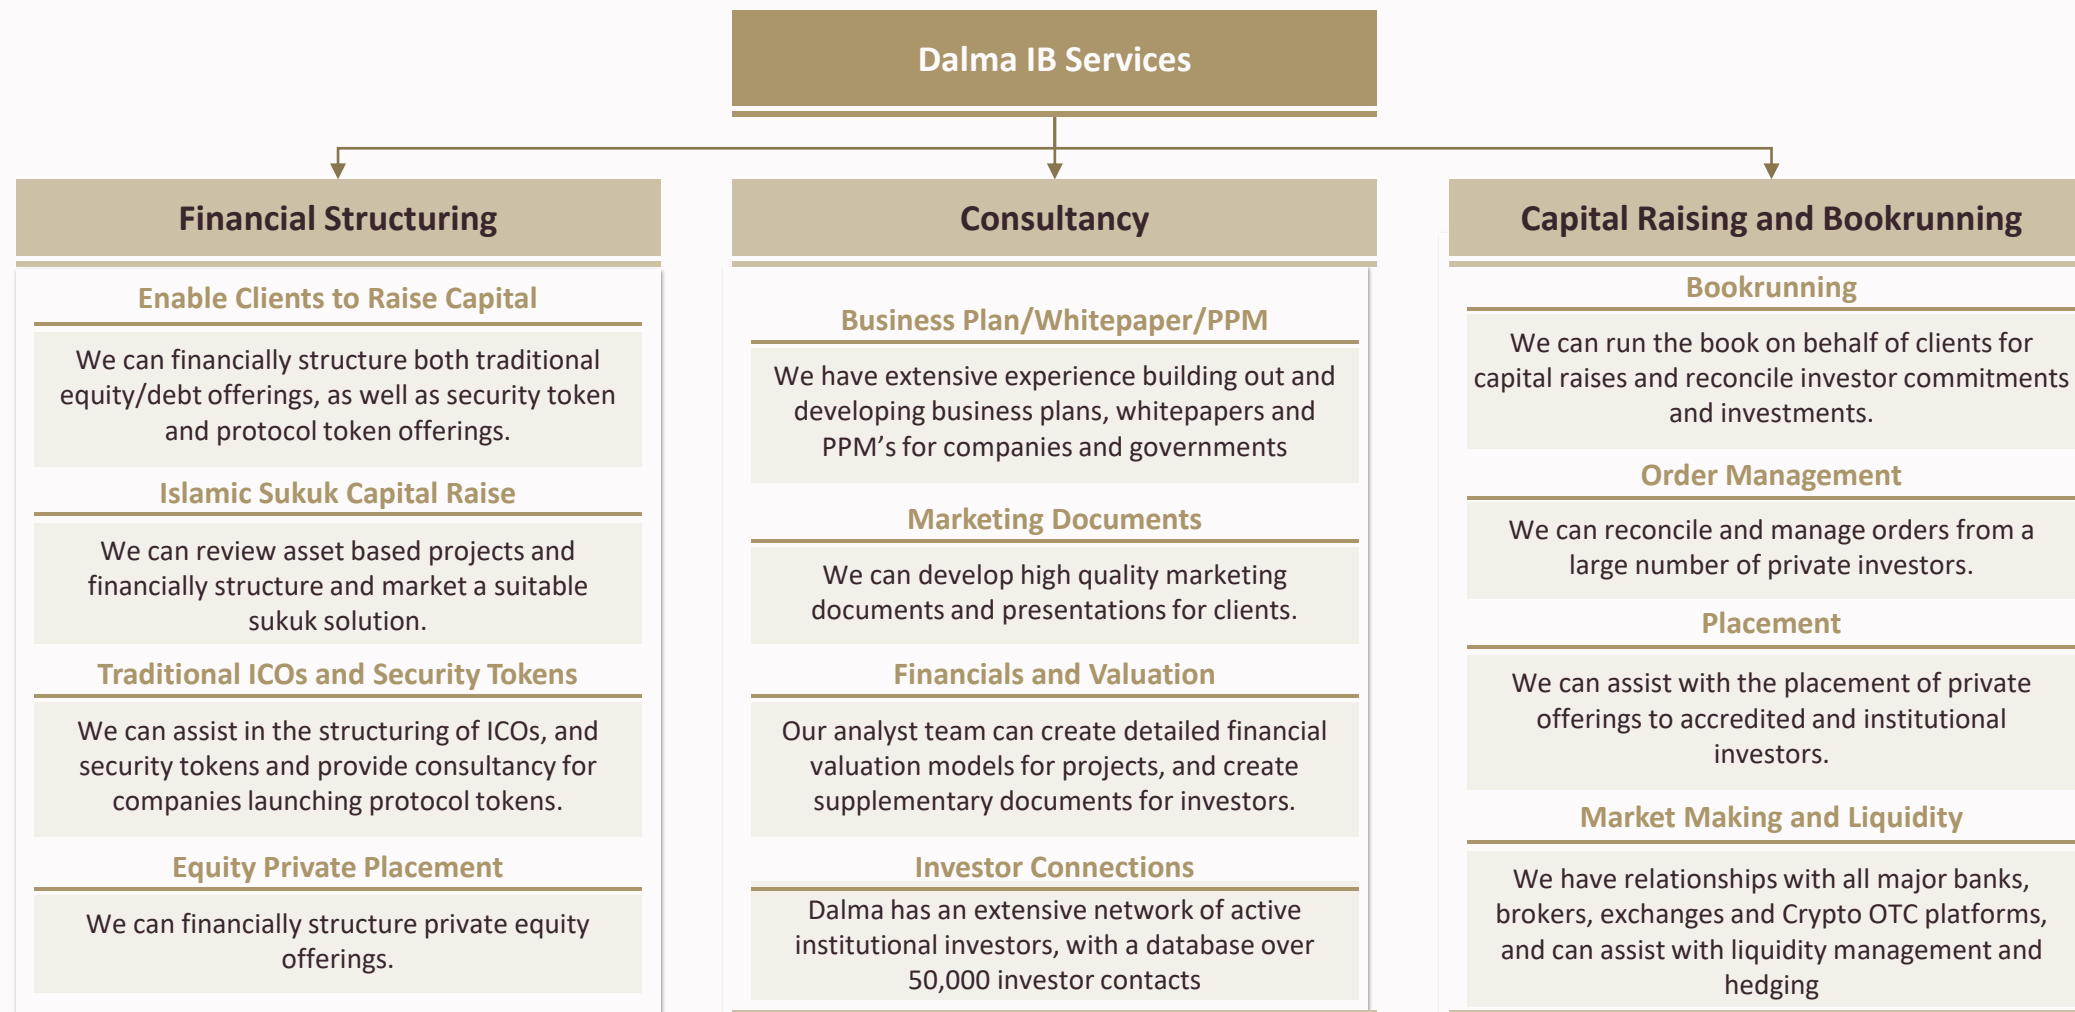 Dalma IB Services
Financial Structuring
Enable Clients to Raise Capital
We can financially structure both traditional
equity/debt offerings, as well as security token
and protocol token offerings.
Islamic Sukuk Capital Raise
We can review asset based projects and
financially structure and market a suitable
sukuk solution.
Traditional ICOs and Security Tokens
We can assist in the structuring of ICOs, and
security tokens and provide consultancy for
companies launching protocol tokens.
Equity Private Placement
We can financially structure private equity
offerings.
Consultancy
Business Plan/Whitepaper/PPM
We have extensive experience building out and
developing business plans, whitepapers and
PPM’s for companies and governments
Marketing Documents
We can develop high quality marketing
documents and presentations for clients.
Financials and Valuation
Our analyst team can create detailed financial
valuation models for projects, and create
supplementary documents for investors.
Investor Connections
Dalma has an extensive network of active
institutional investors, with a database over
50,000 investor contacts
Capital Raising and Bookrunning
Bookrunning
We can run the book on behalf of clients for
capital raises and reconcile investor commitments
and investments.
Order Management
We can reconcile and manage orders from a
large number of private investors.
Placement
We can assist with the placement of private
offerings to accredited and institutional
investors.
Market Making and Liquidity
We have relationships with all major banks,
brokers, exchanges and Crypto OTC platforms,
and can assist with liquidity management and
hedging